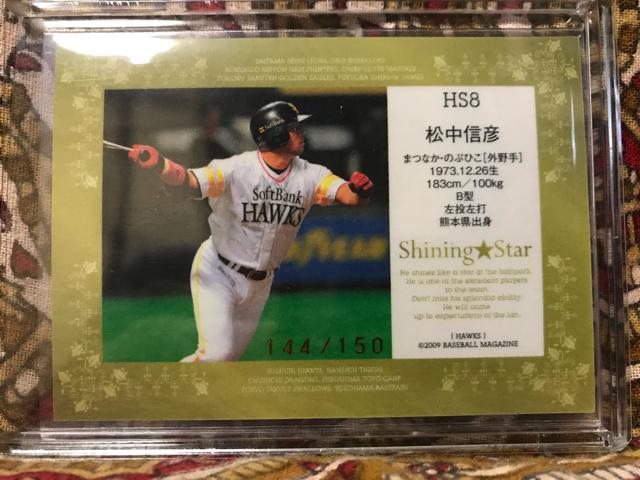 SAITAMA SEIBU LIONS, ORIX BUFFALOES
HOKKAIDO NIPPON-HAM FIGHTERS, CHIBA LOTTE MARINES
TOHOKU RAKUTEN GOLDEN EAGLES, FUKUOKA SOFTBANK HAWKS
HS8
松中信彦
まつなか・のぶひこ[外野手]
1973.12.26生
183cm/100kg
B型
左投左打
熊本県出身
Shining★Star
He shines like a star at the ballpark.
He is one of the excellent players
in the team.
Don't miss his splendid ability.
He will come
up to expectations of the fan.
[ HAWKS ]
©2009 BASEBALL MAGAZINE
SoftBank
HAWKS
144/150
YOMIURI GIANTS, HANSHIN TIGERS
CHUNICHI DRAGONS, HIROSHIMA TOYO CARP
TOKYO YAKULT SWALLOWS, YOKOHAMA BAYSTARS